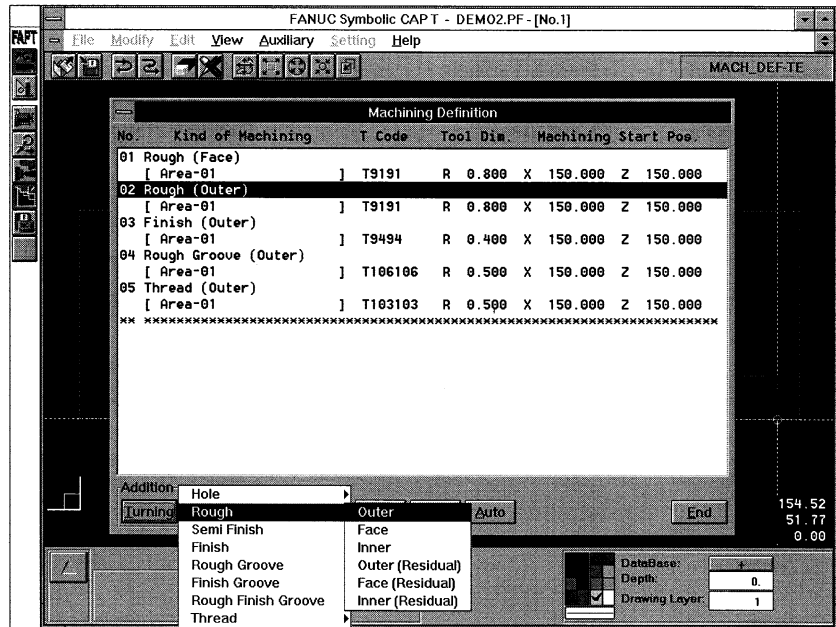 FANUC Symbolic CAP T - DEMO2.PF - [No.1]
FAPT
File Modify Edit View Auxiliary Setting Help
MACH_DEF-TE
Machining Definition
No. Kind of Machining T Code Tool Dim. Machining Start Pos.
01 Rough (Face)
[ Area-01 ] T9191 R 0.800 X 150.000 Z 150.000
02 Rough (Outer)
[ Area-01 ] T9191 R 0.800 X 150.000 Z 150.000
03 Finish (Outer)
[ Area-01 ] T9494 R 0.400 X 150.000 Z 150.000
04 Rough Groove (Outer)
[ Area-01 ] T106106 R 0.500 X 150.000 Z 150.000
05 Thread (Outer)
[ Area-01 ] T103103 R 0.500 X 150.000 Z 150.000
** ************************************************************************
Addition
Turning
Auto
End
Hole
Rough
Semi Finish
Finish
Rough Groove
Finish Groove
Rough Finish Groove
Thread
Outer
Face
Inner
Outer (Residual)
Face (Residual)
Inner (Residual)
154.52
51.77
0.00
DataBase: +
Depth: 0.
Drawing Layer: 1